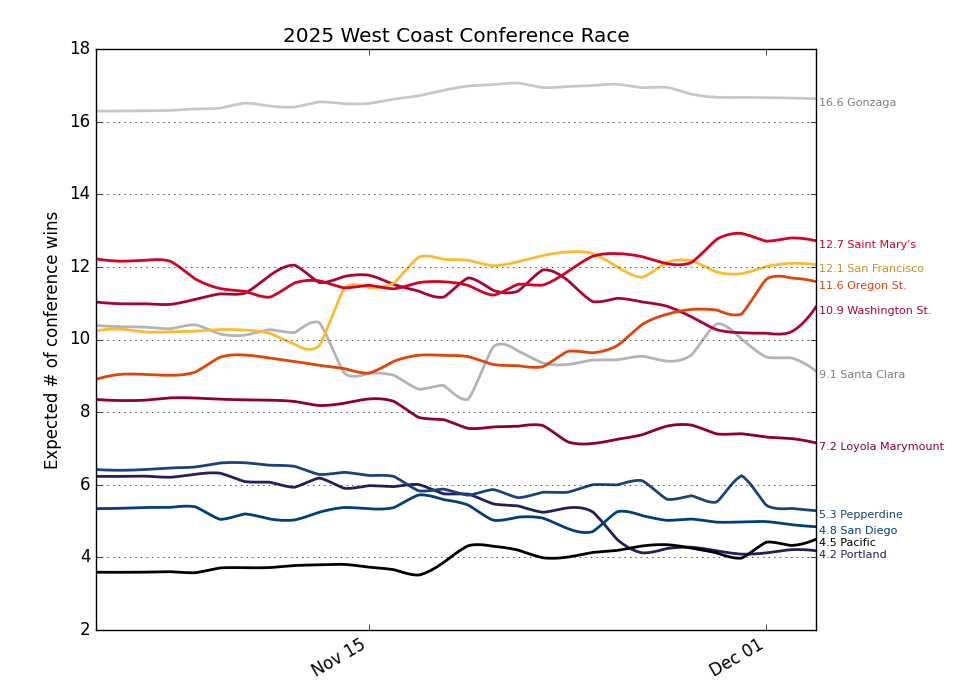 2025 West Coast Conference Race
Expected # of conference wins
18
16
14
12
10
8
6
4
2
Nov 15
Dec 01
16.6 Gonzaga
12.7 Saint Mary's
12.1 San Francisco
11.6 Oregon St.
10.9 Washington St.
9.1 Santa Clara
7.2 Loyola Marymount
5.3 Pepperdine
4.8 San Diego
4.5 Pacific
4.2 Portland